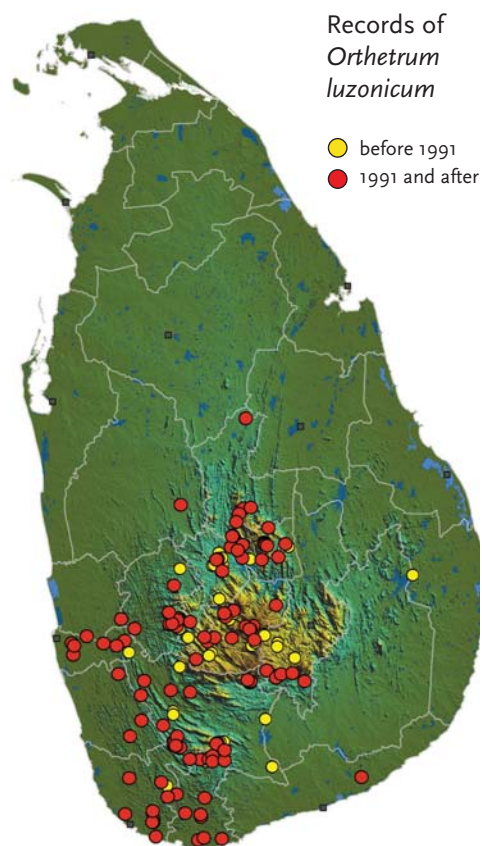 Records of
Orthetrum
luzonicum
before 1991
1991 and after